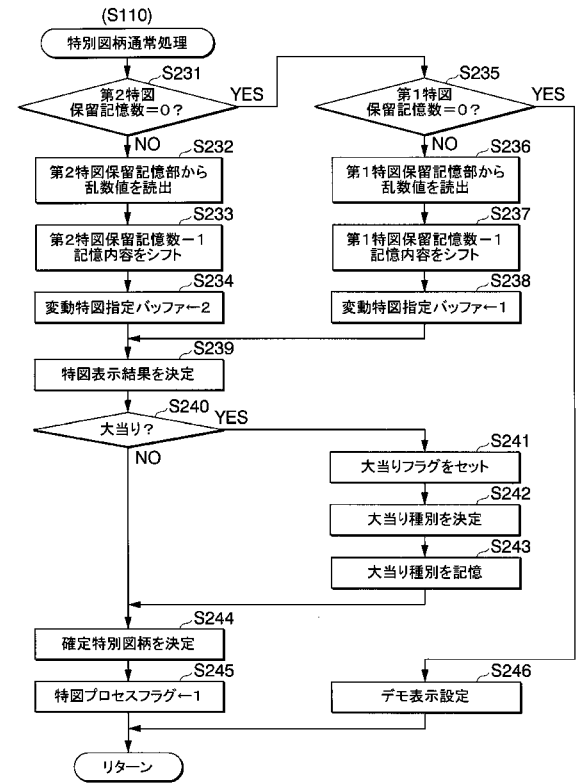 (S110)
特別図柄通常処理
S231
第2特図
保留記憶数=0?
YES
NO
S235
第1特図
保留記憶数=0?
YES
NO
S232
第2特図保留記憶部から
乱数値を読出
S236
第1特図保留記憶部から
乱数値を読出
S233
第2特図保留記憶数−1
記憶内容をシフト
S237
第1特図保留記憶数−1
記憶内容をシフト
S234
変動特図指定バッファ←2
S238
変動特図指定バッファ←1
S239
特図表示結果を決定
S240
大当り?
YES
NO
S241
大当りフラグをセット
S242
大当り種別を決定
S243
大当り種別を記憶
S244
確定特別図柄を決定
S245
特図プロセスフラグ←1
S246
デモ表示設定
リターン